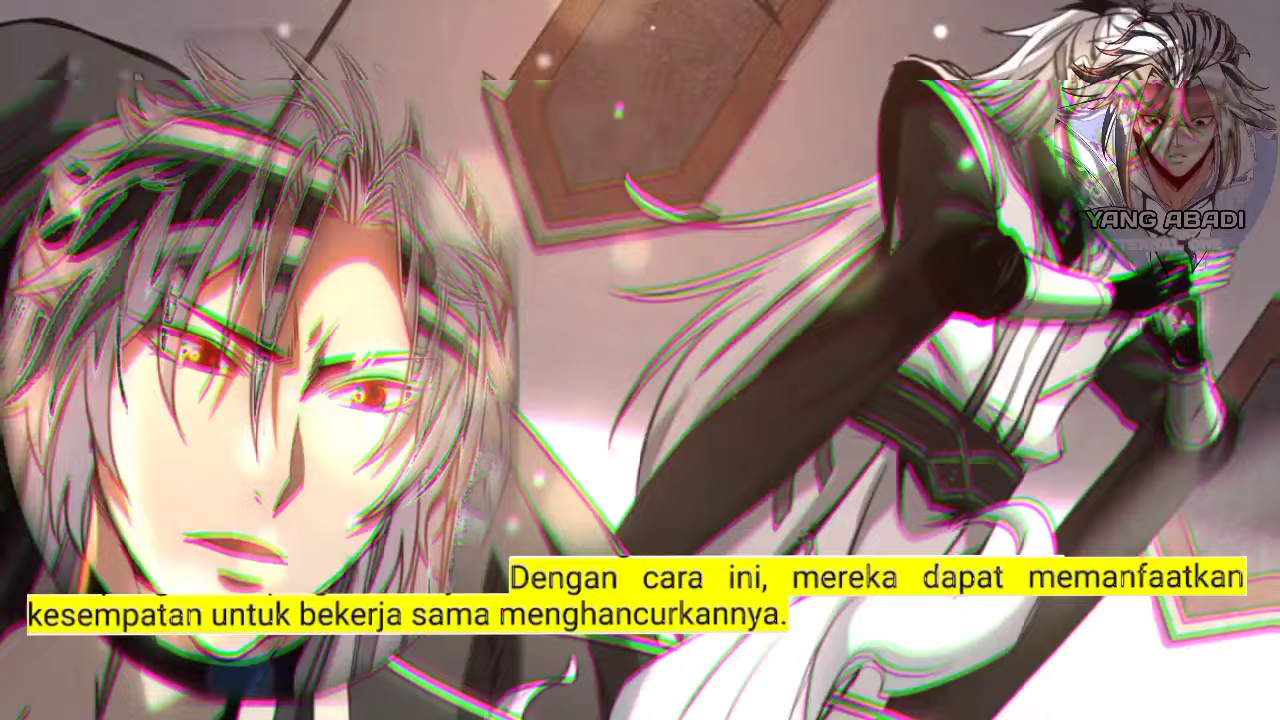 YANG ABADI
Dengan cara ini, mereka dapat memanfaatkan
kesempatan untuk bekerja sama menghancurkannya.